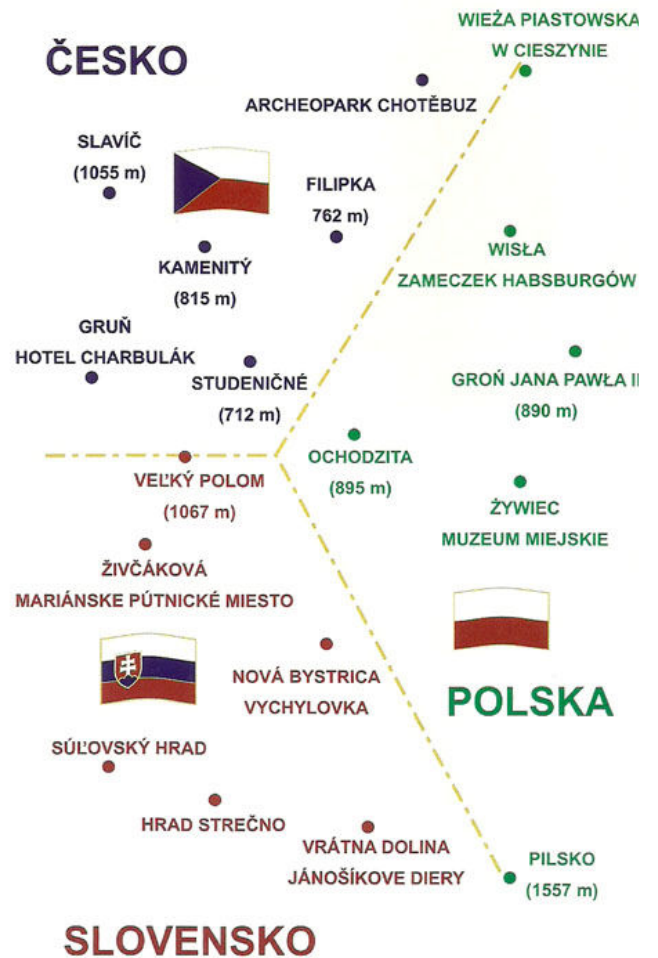 ČESKO
WIEŻA PIASTOWSKA
W CIESZYNIE
ARCHEOPARK CHOTĚBUZ
SLAVÍČ
(1055 m)
FILIPKA
762 m)
KAMENITÝ
(815 m)
WISŁA
ZAMECZEK HABSBURGÓW
GRUŇ
HOTEL CHARBULÁK
STUDENIČNÉ
(712 m)
GROŃ JANA PAWŁA II
(890 m)
OCHODZITA
(895 m)
VEĽKÝ POLOM
(1067 m)
ŻYWIEC
MUZEUM MIEJSKIE
ŽIVČÁKOVÁ
MARIÁNSKE PÚTNICKÉ MIESTO
NOVÁ BYSTRICA
VYCHYLOVKA
POLSKA
SÚĽOVSKÝ HRAD
HRAD STREČNO
VRÁTNA DOLINA
JÁNOŠÍKOVE DIERY
PILSKO
(1557 m)
SLOVENSKO